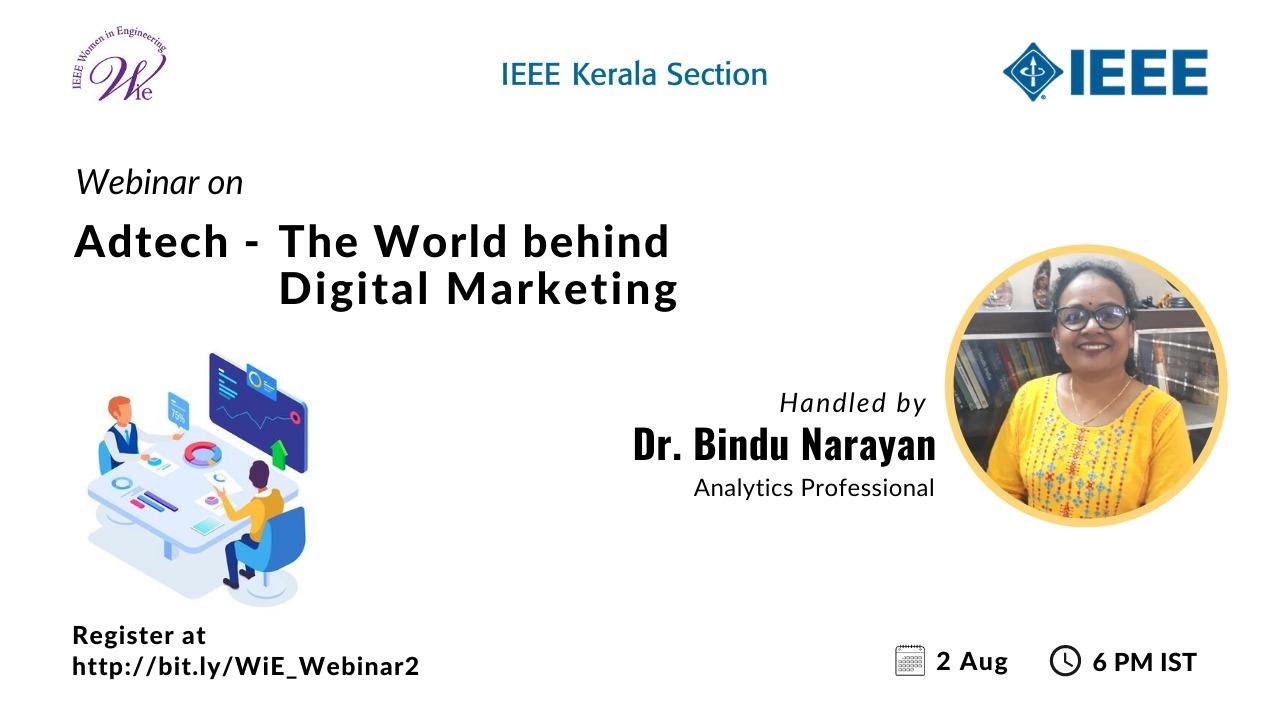 IEEE Women in Engineering
Wie
IEEE Kerala Section
IEEE
Webinar on
Adtech - The World behind
Digital Marketing
75%
Handled by
Dr. Bindu Narayan
Analytics Professional
Register at
http://bit.ly/WiE_Webinar2
2 Aug
6 PM IST